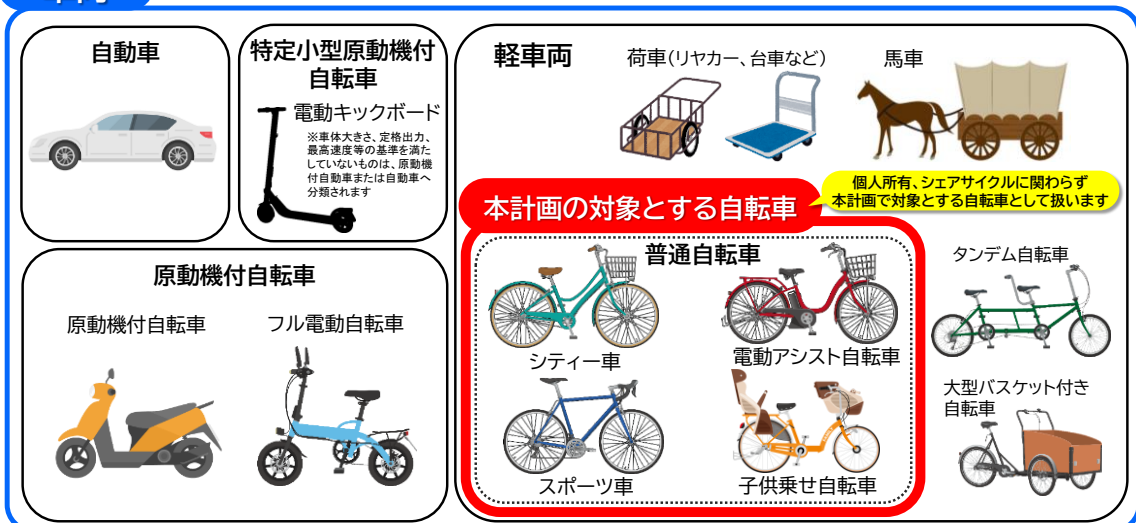 自動車
特定小型原動機付
自転車
電動キックボード
※車体大きさ、定格出力、
最高速度等の基準を満た
していないものは、原動機
付自動車または自動車へ
分類されます
原動機付自転車
原動機付自転車
フル電動自転車
軽車両
荷車(リヤカー、台車など)
馬車
本計画の対象とする自転車
個人所有、シェアサイクルに関わらず
本計画で対象とする自転車として扱います
普通自転車
シティー車
電動アシスト自転車
スポーツ車
子供乗せ自転車
タンデム自転車
大型バスケット付き
自転車